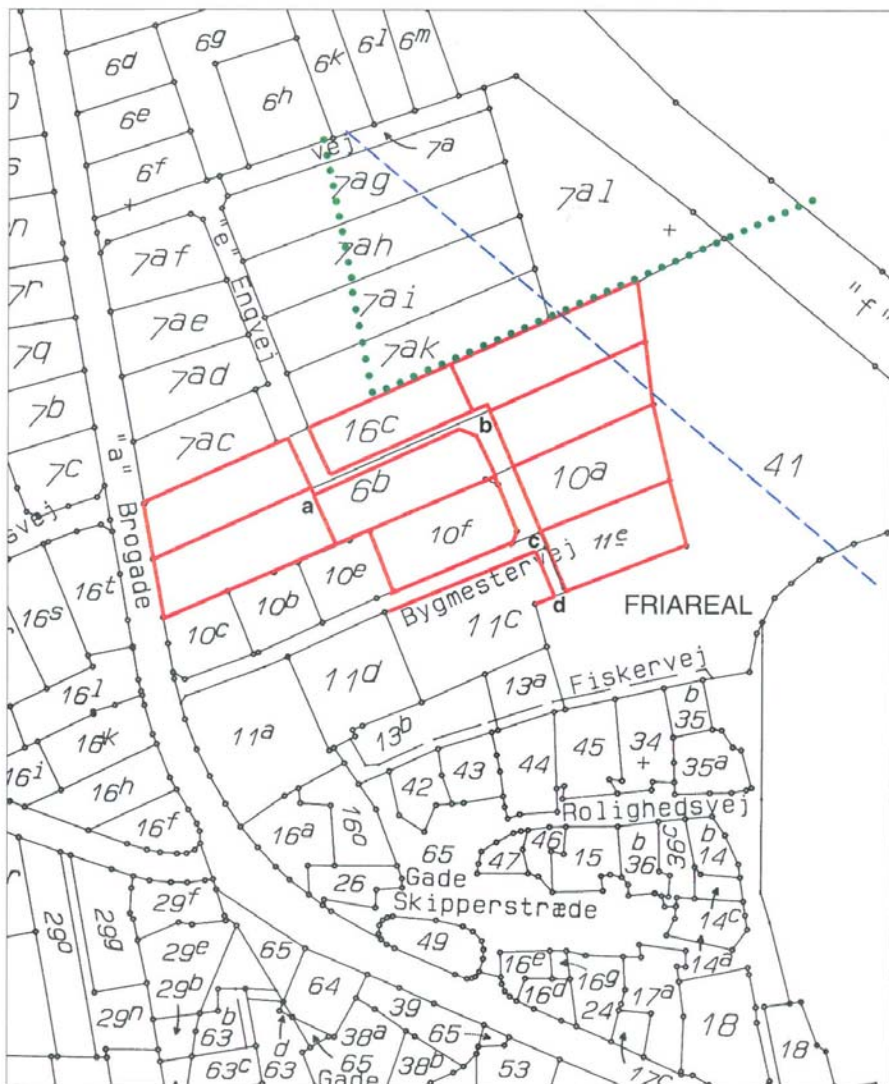 6g
6k
6l
6m
6d
6h
6e
vej
7a
6f
7ag
7al
n
7af
"e" Engvej
7ah
7r
7ae
7ai
"f"
7q
7ad
7ak
7b
7ac
16c
b
7c
"a" Brogade
41
6b
10a
a
svej
10f
16t
c
11e
10e
16s
Bygmestervej
10b
d
FRIAREAL
10c
11c
16l
11d
13a
Fiskervej
16k
b
35
11a
13b
45
34
16i
44
43
35a
16h
42
Rolighedsvej
16f
16a
16o
46
b
65
47
15
b
36
36c
14
Gade
26
Skipperstræde
29f
14c
29o
29g
49
29e
65
16e
16g
14a
64
16d
17a
29b
24
39
18
29n
b
63
38a
65
d
18
65
38b
63c
63
53
17c
Gade